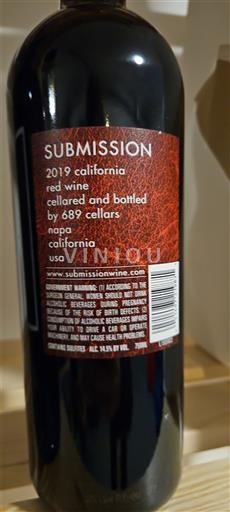 SUBMISSION
2019 california
red wine
cellared and bottled
by 689 cellars
napa
california
usa
VINIOU
www.submissionwine.com
GOVERNMENT WARNING: (1) ACCORDING TO THE
SURGEON GENERAL, WOMEN SHOULD NOT DRINK
ALCOHOLIC BEVERAGES DURING PREGNANCY
BECAUSE OF THE RISK OF BIRTH DEFECTS. (2)
CONSUMPTION OF ALCOHOLIC BEVERAGES IMPAIRS
YOUR ABILITY TO DRIVE A CAR OR OPERATE
MACHINERY, AND MAY CAUSE HEALTH PROBLEMS.
CONTAINS SULFITES - ALC. 14.5% BY VOL. 750ml